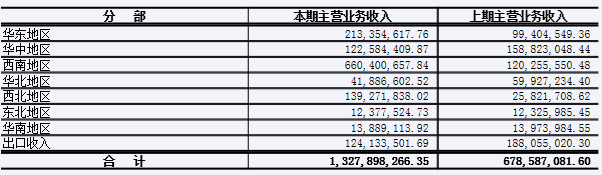 分 部 本期主营业务收入 上期主营业务收入
华东地区 213,354,617.76 99,404,549.36
华中地区 122,584,409.87 158,823,048.44
西南地区 660,400,657.84 120,255,550.48
华北地区 41,886,602.52 59,927,234.40
西北地区 139,271,838.02 25,821,708.62
东北地区 12,377,524.73 12,325,985.45
华南地区 13,889,113.92 13,973,984.55
出口收入 124,133,501.69 188,055,020.30
合 计 1,327,898,266.35 678,587,081.60